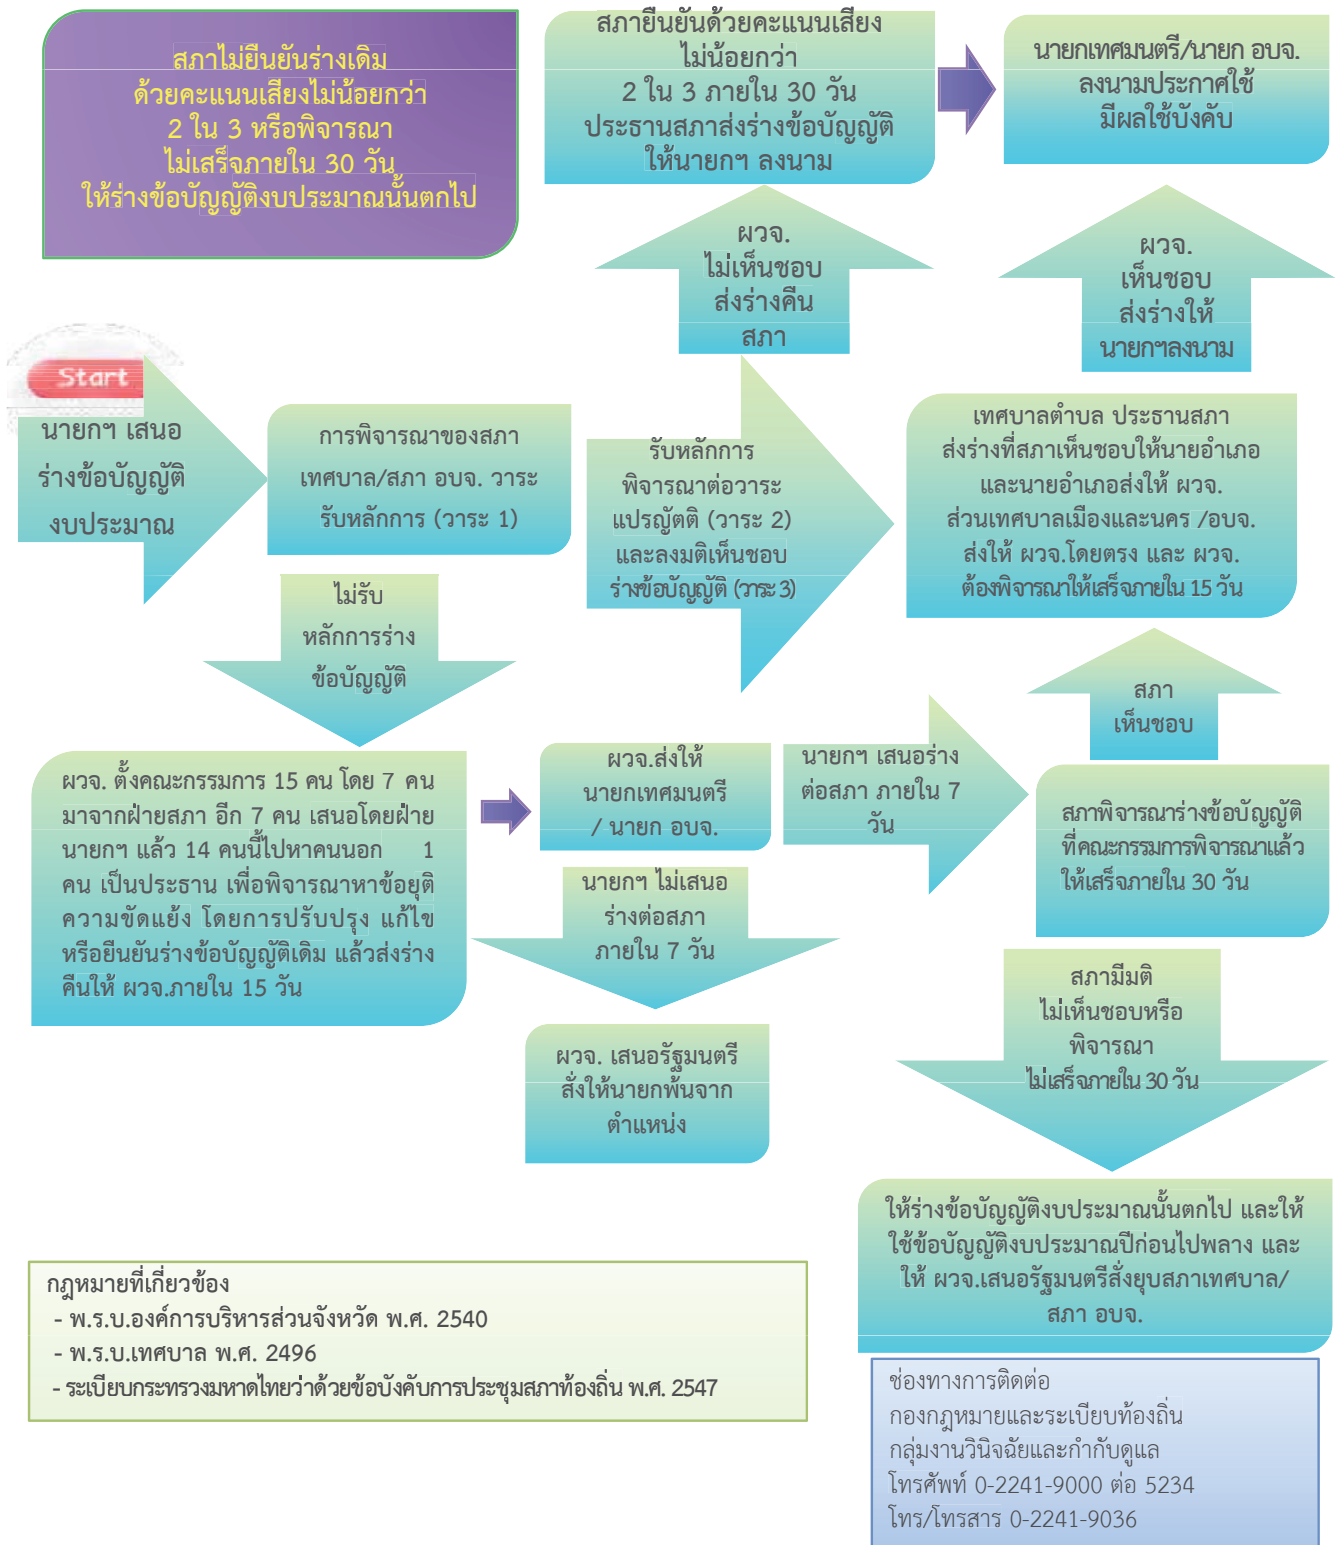 สภาไม่ยืนยันร่างเดิม
ด้วยคะแนนเสียงไม่น้อยกว่า
2 ใน 3 หรือพิจารณา
ไม่เสร็จภายใน 30 วัน
ให้ร่างข้อบัญญัติงบประมาณนั้นตกไป
สภายืนยันด้วยคะแนนเสียง
ไม่น้อยกว่า
2 ใน 3 ภายใน 30 วัน
ประธานสภาส่งร่างข้อบัญญัติ
ให้นายกฯ ลงนาม
นายกเทศมนตรี/นายก อบจ.
ลงนามประกาศใช้
มีผลใช้บังคับ
ผวจ.
ไม่เห็นชอบ
ส่งร่างคืน
สภา
ผวจ.
เห็นชอบ
ส่งร่างให้
นายกฯลงนาม
Start
นายกฯ เสนอ
ร่างข้อบัญญัติ
งบประมาณ
การพิจารณาของสภา
เทศบาล/สภา อบจ. วาระ
รับหลักการ (วาระ 1)
รับหลักการ
พิจารณาต่อวาระ
แปรญัตติ (วาระ 2)
และลงมติเห็นชอบ
ร่างข้อบัญญัติ (วาระ 3)
เทศบาลตำบล ประธานสภา
ส่งร่างที่สภาเห็นชอบให้นายอำเภอ
และนายอำเภอส่งให้ ผวจ.
ส่วนเทศบาลเมืองและนคร /อบจ.
ส่งให้ ผวจ.โดยตรง และ ผวจ.
ต้องพิจารณาให้เสร็จภายใน 15 วัน
ไม่รับ
หลักการร่าง
ข้อบัญญัติ
สภา
เห็นชอบ
ผวจ. ตั้งคณะกรรมการ 15 คน โดย 7 คน
มาจากฝ่ายสภา อีก 7 คน เสนอโดยฝ่าย
นายกฯ แล้ว 14 คนนี้ไปหาคนนอก 1
คน เป็นประธาน เพื่อพิจารณาหาข้อยุติ
ความขัดแย้ง โดยการปรับปรุง แก้ไข
หรือยืนยันร่างข้อบัญญัติเดิม แล้วส่งร่าง
คืนให้ ผวจ.ภายใน 15 วัน
ผวจ.ส่งให้
นายกเทศมนตรี
/ นายก อบจ.
นายกฯ เสนอร่าง
ต่อสภา ภายใน 7
วัน
สภาพิจารณาร่างข้อบัญญัติ
ที่คณะกรรมการพิจารณาแล้ว
ให้เสร็จภายใน 30 วัน
นายกฯ ไม่เสนอ
ร่างต่อสภา
ภายใน 7 วัน
สภามีมติ
ไม่เห็นชอบหรือ
พิจารณา
ไม่เสร็จภายใน 30 วัน
ผวจ. เสนอรัฐมนตรี
สั่งให้นายกพ้นจาก
ตำแหน่ง
ให้ร่างข้อบัญญัติงบประมาณนั้นตกไป และให้
ใช้ข้อบัญญัติงบประมาณปีก่อนไปพลาง และ
ให้ ผวจ.เสนอรัฐมนตรีสั่งยุบสภาเทศบาล/
สภา อบจ.
กฎหมายที่เกี่ยวข้อง
- พ.ร.บ.องค์การบริหารส่วนจังหวัด พ.ศ. 2540
- พ.ร.บ.เทศบาล พ.ศ. 2496
- ระเบียบกระทรวงมหาดไทยว่าด้วยข้อบังคับการประชุมสภาท้องถิ่น พ.ศ. 2547
ช่องทางการติดต่อ
กองกฎหมายและระเบียบท้องถิ่น
กลุ่มงานวินิจฉัยและกำกับดูแล
โทรศัพท์ 0-2241-9000 ต่อ 5234
โทร/โทรสาร 0-2241-9036